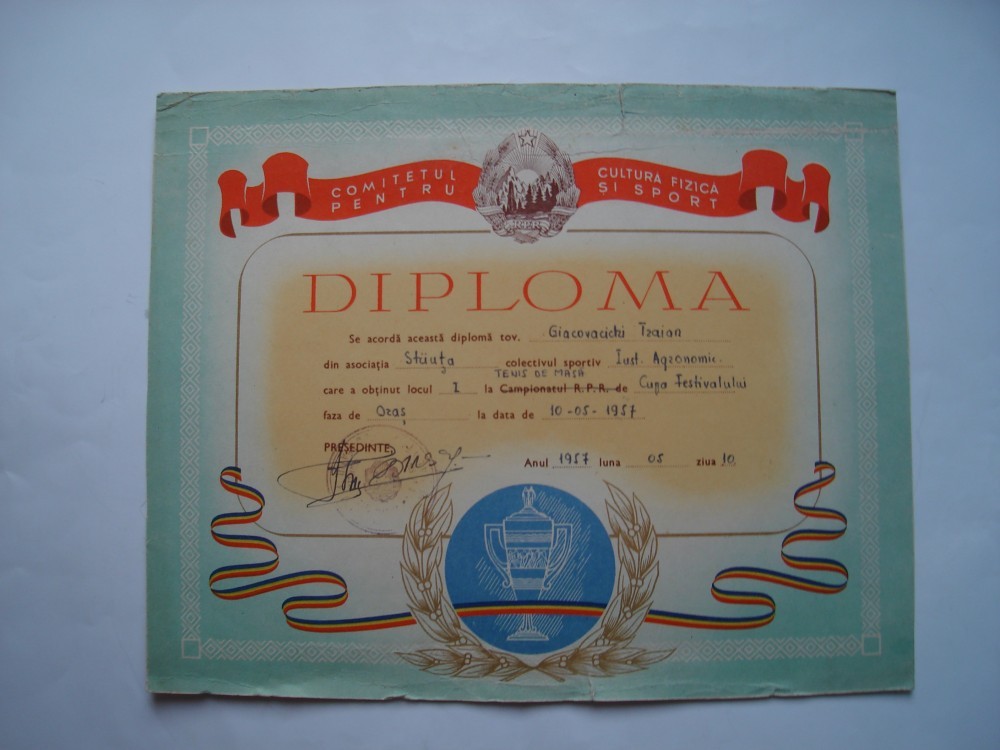 COMITETUL PENTRU
CULTURA FIZICĂ ȘI SPORT
DIPLOMA
Se acordă această diplomă tov. Giacovacichi Traian
din asociația Știința colectivul sportiv Inst. Agronomic.
TENIS DE MASĂ
care a obținut locul I la Campionatul R.P.R. de Cupa Festivalului
faza de Oraș la data de 10-05-1957
PREȘEDINTE,
Anul 1957 luna 05 ziua 10